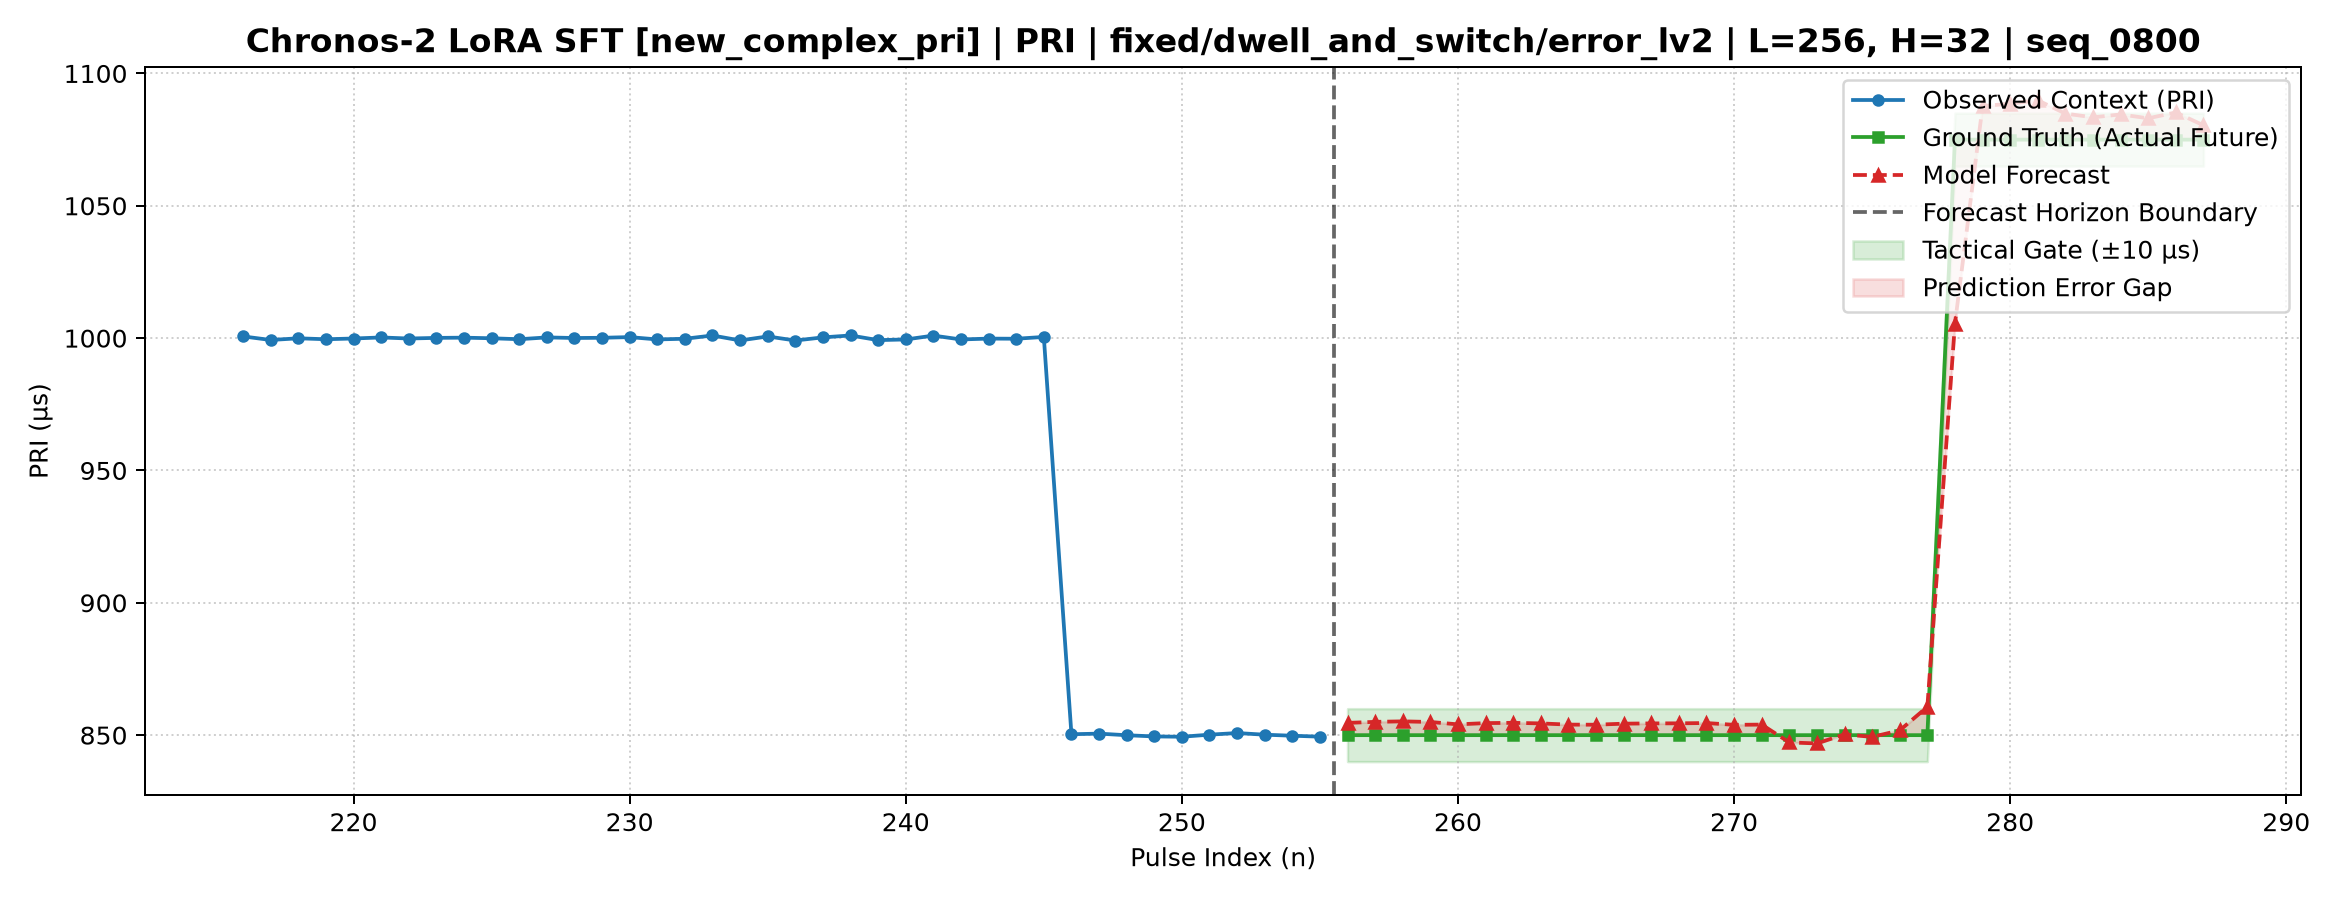 Chronos-2 LoRA SFT [new_complex_pri] | PRI | fixed/dwell_and_switch/error_lv2 | L=256, H=32 | seq_0800
1100
1050
1000
950
900
850
PRI (µs)
Observed Context (PRI)
Ground Truth (Actual Future)
Model Forecast
Forecast Horizon Boundary
Tactical Gate (±10 µs)
Prediction Error Gap
220
230
240
250
260
270
280
290
Pulse Index (n)